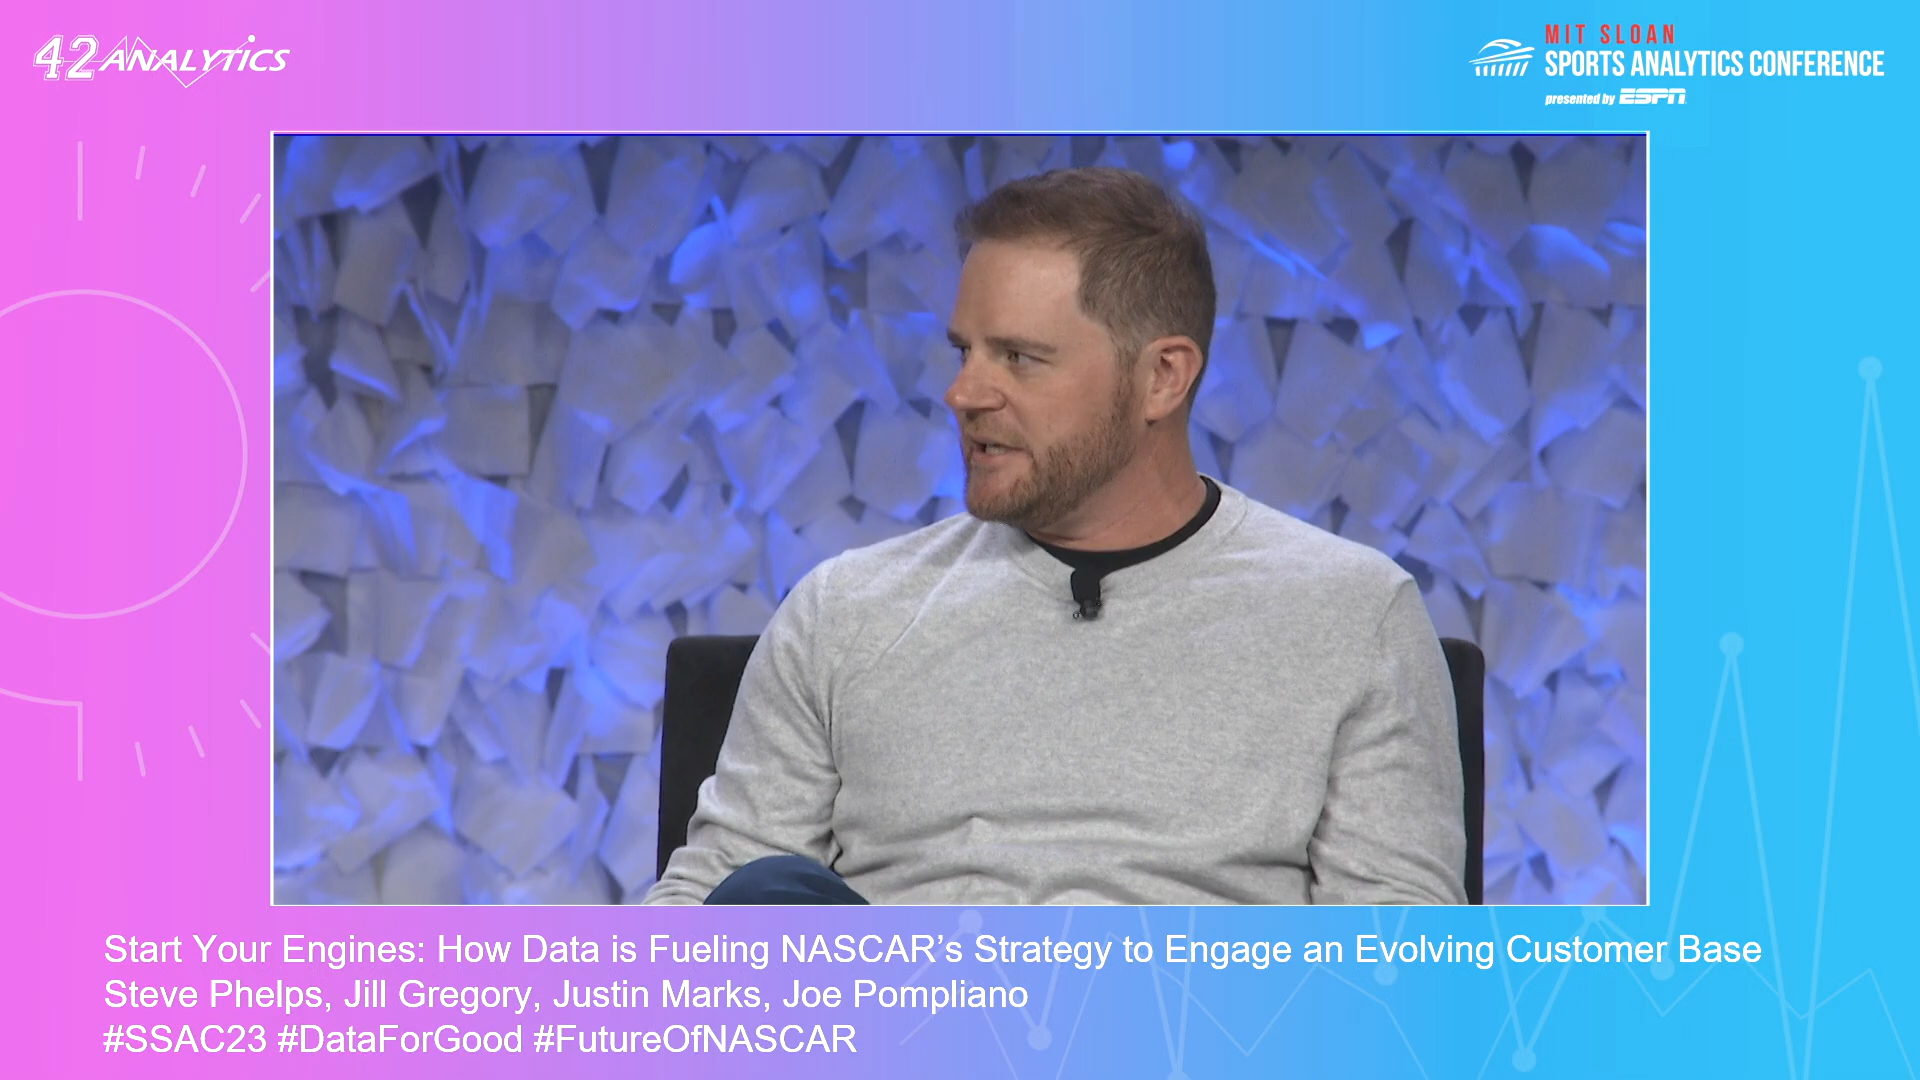 42 ANALYTICS
MIT SLOAN
SPORTS ANALYTICS CONFERENCE
presented by ESPN
Start Your Engines: How Data is Fueling NASCAR’s Strategy to Engage an Evolving Customer Base
Steve Phelps, Jill Gregory, Justin Marks, Joe Pompliano
#SSAC23 #DataForGood #FutureOfNASCAR